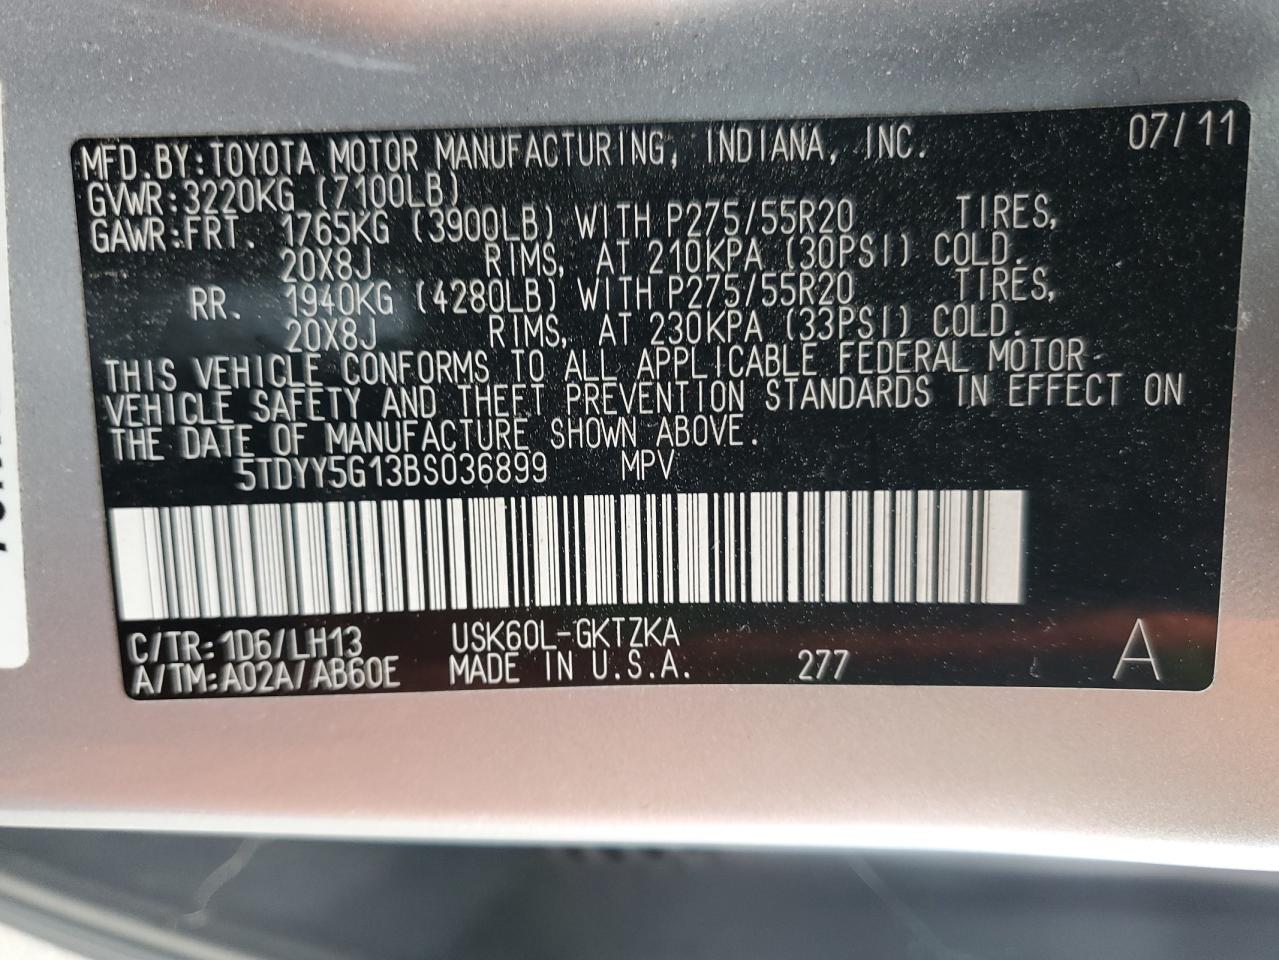 MFD.BY:TOYOTA MOTOR MANUFACTURING, INDIANA, INC. 07/11
GVWR:3220KG (7100LB)
GAWR:FRT. 1765KG (3900LB) WITH P275/55R20 TIRES,
20X8J RIMS, AT 210KPA (30PSI) COLD.
RR. 1940KG (4280LB) WITH P275/55R20 TIRES,
20X8J RIMS, AT 230KPA (33PSI) COLD.
THIS VEHICLE CONFORMS TO ALL APPLICABLE FEDERAL MOTOR
VEHICLE SAFETY AND THEFT PREVENTION STANDARDS IN EFFECT ON
THE DATE OF MANUFACTURE SHOWN ABOVE.
5TDYY5G13BS036899 MPV
C/TR:1D6/LH13 USK60L-GKTZKA
A/TM:A02A/AB60E MADE IN U.S.A. 277 A